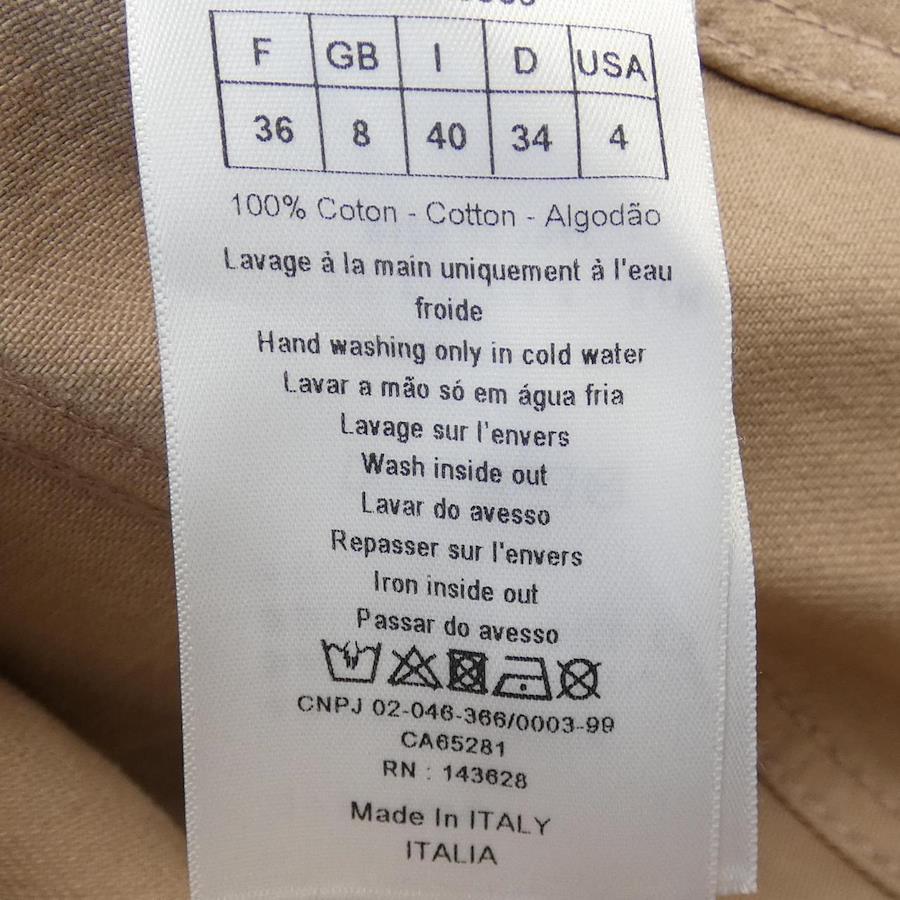 F GB I D USA
36 8 40 34 4
100% Coton - Cotton - Algodão
Lavage à la main uniquement à l'eau
froide
Hand washing only in cold water
Lavar a mão só em água fria
Lavage sur l'envers
Wash inside out
Lavar do avesso
Repasser sur l'envers
Iron inside out
Passar do avesso
CNPJ 02-046-366/0003-99
CA65281
RN : 143628
Made In ITALY
ITALIA